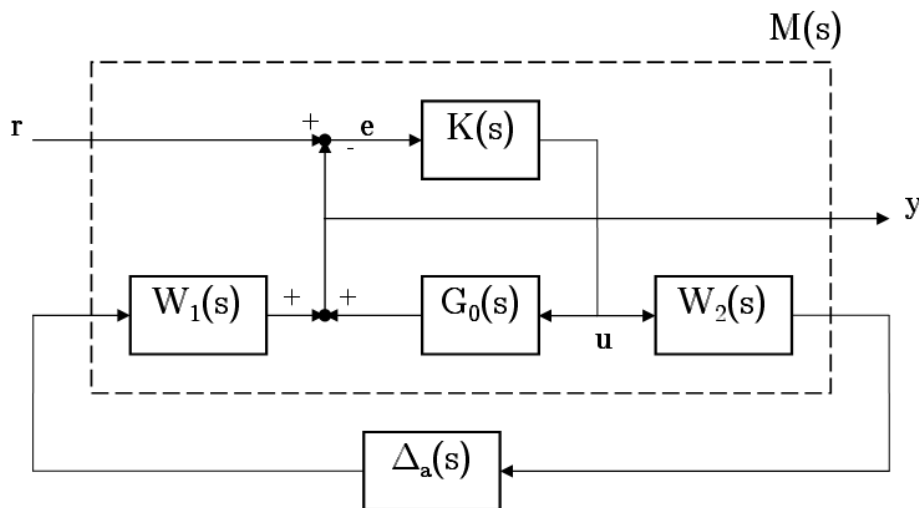 M(s)
r
+
e
-
K(s)
y
W₁(s)
+
+
G₀(s)
u
W₂(s)
Δₐ(s)